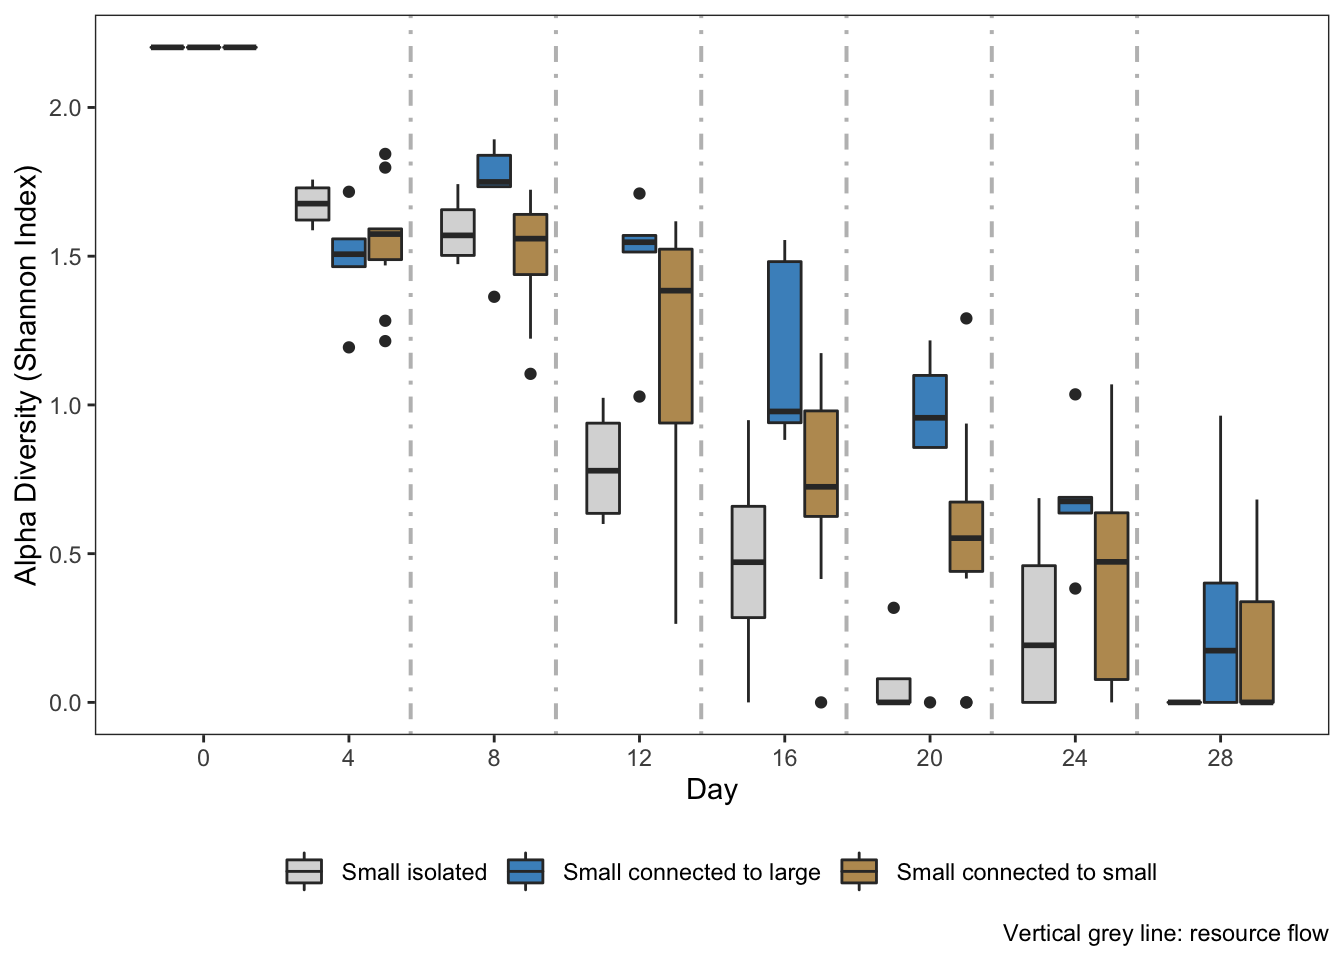 Alpha Diversity (Shannon Index)
2.0
1.5
1.0
0.5
0.0
0 4 8 12 16 20 24 28
Day
Small isolated Small connected to large Small connected to small
Vertical grey line: resource flow